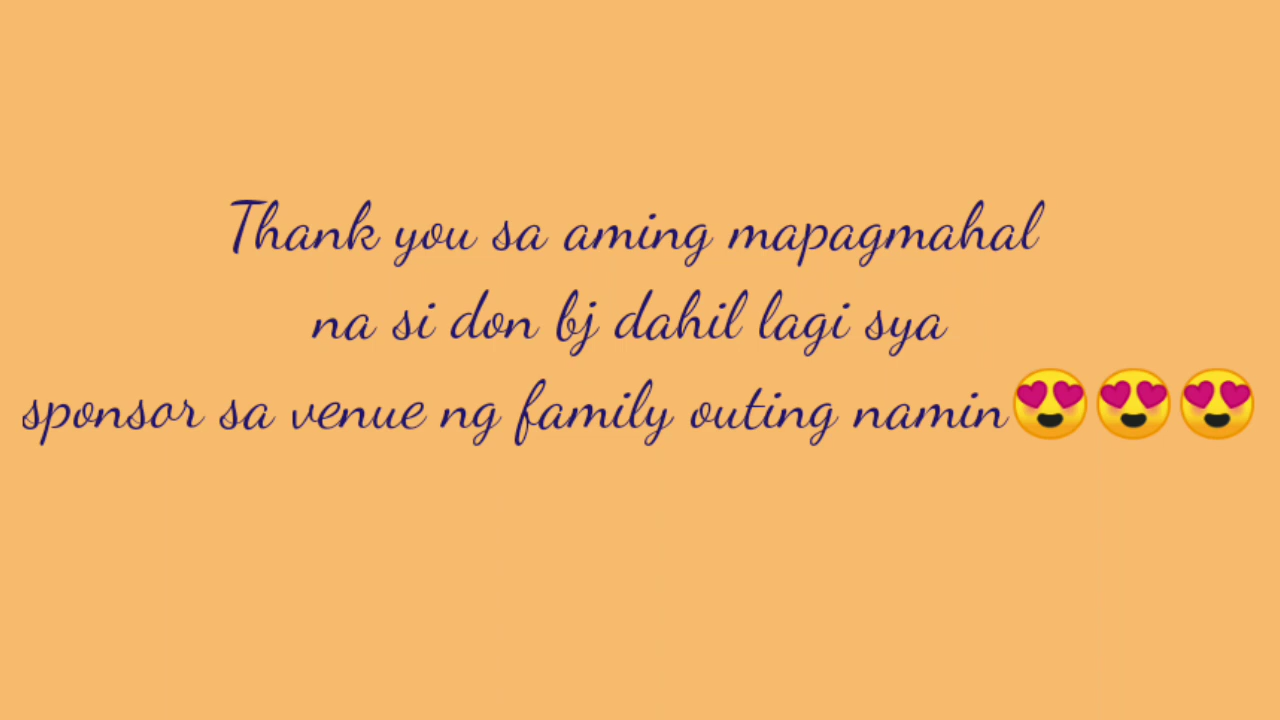 Thank you sa aming mapagmahal
na si don bj dahil lagi sya
sponsor sa venue ng family outing namin😍😍😍